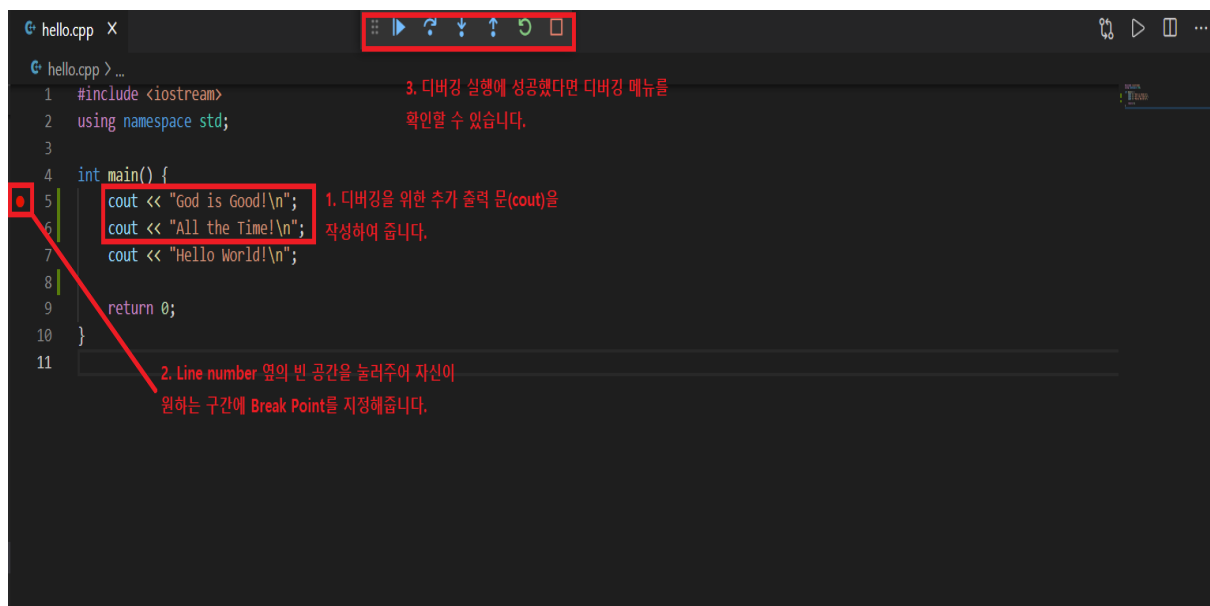 hello.cpp X
hello.cpp > ...
3. 디버깅 실행에 성공했다면 디버깅 메뉴를
확인할 수 있습니다.
1 #include <iostream>
2 using namespace std;
3
4 int main() {
5 cout << "God is Good!\n";
6 cout << "All the Time!\n";
7 cout << "Hello World!\n";
8
9 return 0;
10 }
11
1. 디버깅을 위한 추가 출력 문(cout)을
작성하여 줍니다.
2. Line number 옆의 빈 공간을 눌러주어 자신이
원하는 구간에 Break Point를 지정해줍니다.